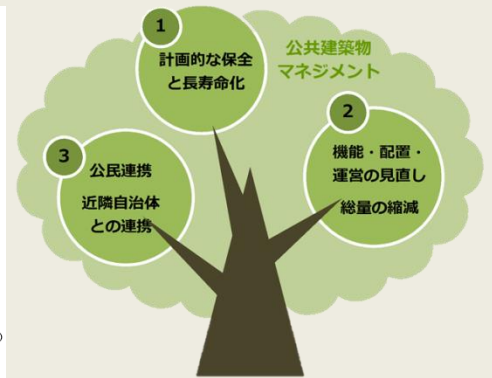 公共建築物
マネジメント
1
計画的な保全
と長寿命化
2
機能・配置・
運営の見直し
総量の縮減
3
公民連携
近隣自治体
との連携